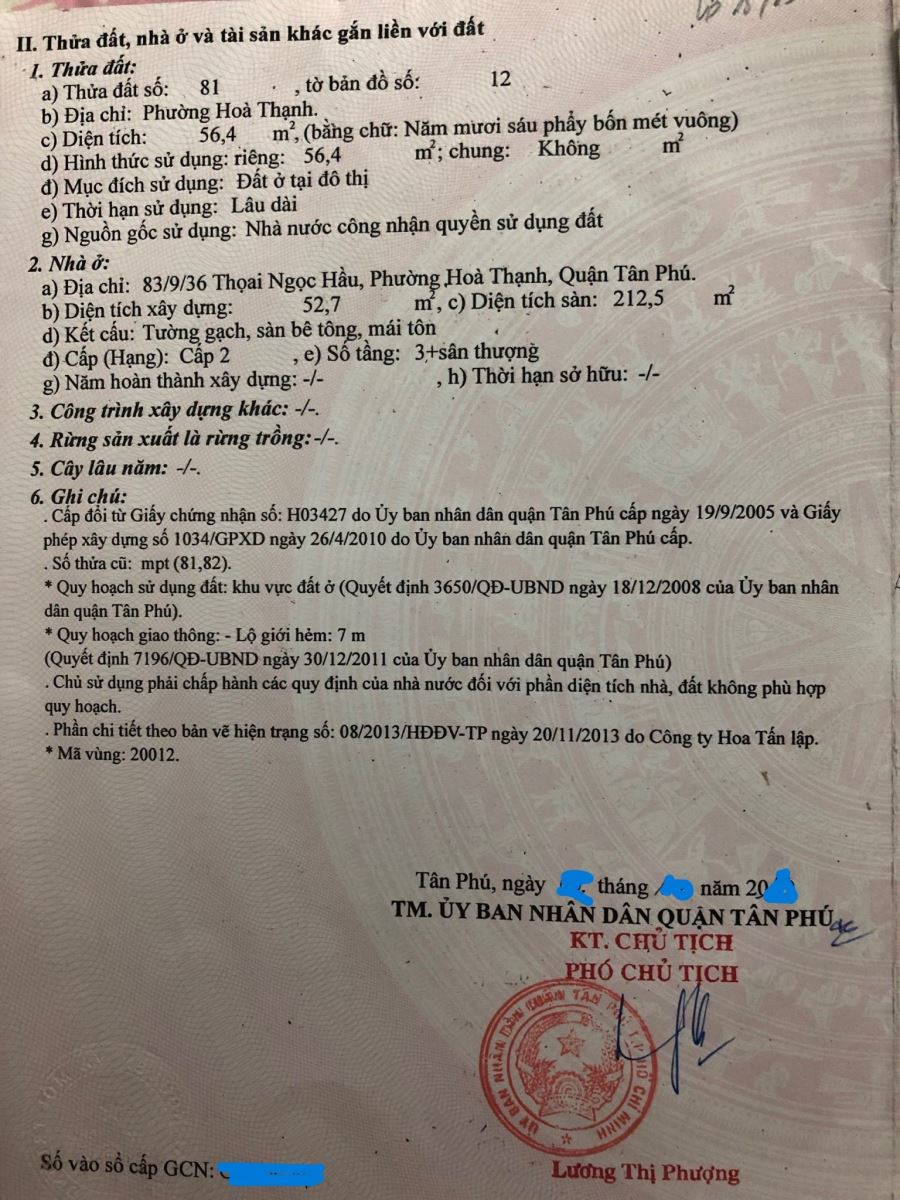 II. Thửa đất, nhà ở và tài sản khác gắn liền với đất
1. Thửa đất:
a) Thửa đất số: 81 , tờ bản đồ số: 12
b) Địa chỉ: Phường Hoà Thạnh.
c) Diện tích: 56,4 m², (bằng chữ: Năm mươi sáu phẩy bốn mét vuông)
d) Hình thức sử dụng: riêng: 56,4 m²; chung: Không m²
đ) Mục đích sử dụng: Đất ở tại đô thị
e) Thời hạn sử dụng: Lâu dài
g) Nguồn gốc sử dụng: Nhà nước công nhận quyền sử dụng đất
2. Nhà ở:
a) Địa chỉ: 83/9/36 Thoại Ngọc Hầu, Phường Hoà Thạnh, Quận Tân Phú.
b) Diện tích xây dựng: 52,7 m², c) Diện tích sàn: 212,5 m²
d) Kết cấu: Tường gạch, sàn bê tông, mái tôn
đ) Cấp (Hạng): Cấp 2 , e) Số tầng: 3+sân thượng
g) Năm hoàn thành xây dựng: -/- , h) Thời hạn sở hữu: -/-
3. Công trình xây dựng khác: -/-.
4. Rừng sản xuất là rừng trồng: -/-.
5. Cây lâu năm: -/-.
6. Ghi chú:
. Cấp đổi từ Giấy chứng nhận số: H03427 do Ủy ban nhân dân quận Tân Phú cấp ngày 19/9/2005 và Giấy
phép xây dựng số 1034/GPXD ngày 26/4/2010 do Ủy ban nhân dân quận Tân Phú cấp.
. Số thửa cũ: mpt (81,82).
* Quy hoạch sử dụng đất: khu vực đất ở (Quyết định 3650/QĐ-UBND ngày 18/12/2008 của Ủy ban nhân
dân quận Tân Phú).
* Quy hoạch giao thông: - Lộ giới hẻm: 7 m
(Quyết định 7196/QĐ-UBND ngày 30/12/2011 của Ủy ban nhân dân quận Tân Phú)
. Chủ sử dụng phải chấp hành các quy định của nhà nước đối với phần diện tích nhà, đất không phù hợp
quy hoạch.
. Phần chi tiết theo bản vẽ hiện trạng số: 08/2013/HĐĐV-TP ngày 20/11/2013 do Công ty Hoa Tấn lập.
* Mã vùng: 20012.
Tân Phú, ngày tháng năm 20
TM. ỦY BAN NHÂN DÂN QUẬN TÂN PHÚ
KT. CHỦ TỊCH
PHÓ CHỦ TỊCH
ỦY BAN NHÂN DÂN QUẬN TÂN PHÚ T.P HỒ CHÍ MINH
Lương Thị Phượng
Số vào sổ cấp GCN: